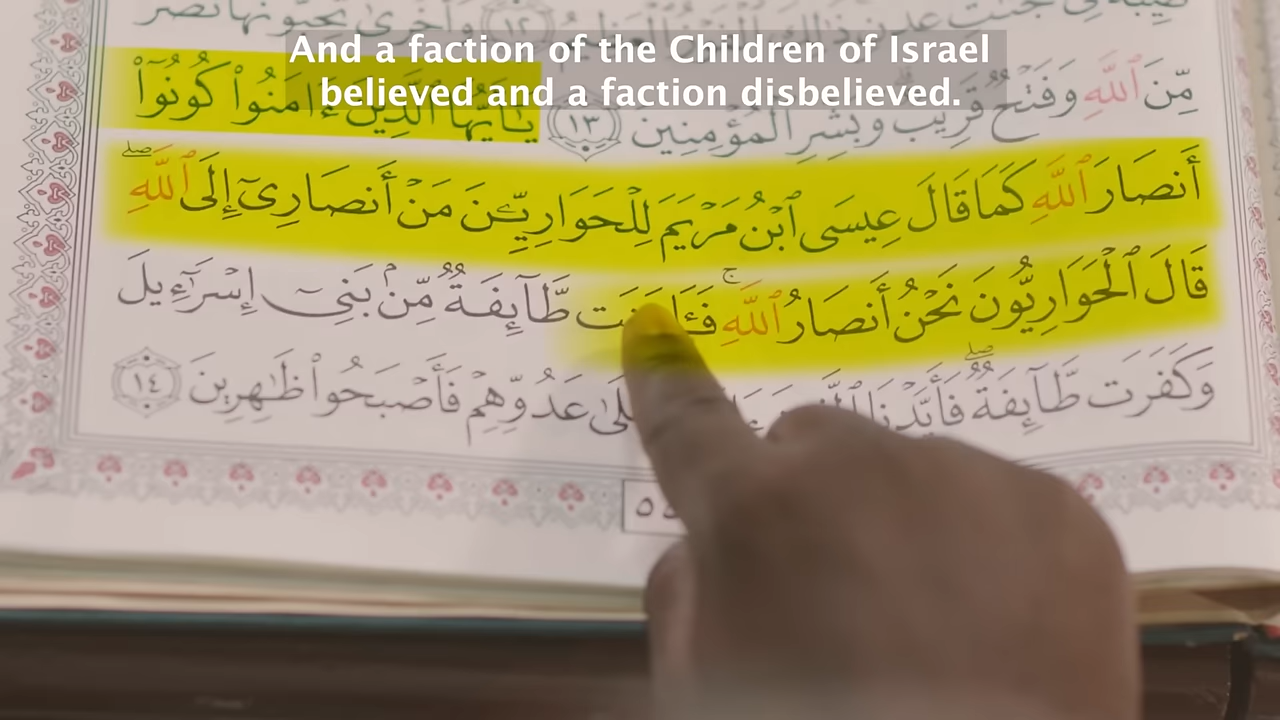 And a faction of the Children of Israel
believed and a faction disbelieved.
مِّنَ ٱللَّهِ وَفَتْحٌ قَرِيبٌ وَبَشِّرِ ٱلْمُؤْمِنِينَ ١٣ يَٰٓأَيُّهَا ٱلَّذِينَ ءَامَنُوا۟ كُونُوٓا۟
أَنصَارَ ٱللَّهِ كَمَا قَالَ عِيسَى ٱبْنُ مَرْيَمَ لِلْحَوَارِيِّـۧنَ مَنْ أَنصَارِىٓ إِلَى ٱللَّهِ ۖ
قَالَ ٱلْحَوَارِيُّونَ نَحْنُ أَنصَارُ ٱللَّهِ ۚ طَّآئِفَةٌ مِّنۢ بَنِىٓ إِسْرَٰٓءِيلَ
وَكَفَرَت طَّآئِفَةٌ ۖ فَأَيَّدْنَا عَدُوِّهِمْ فَأَصْبَحُوا۟ ظَٰهِرِينَ ١٤